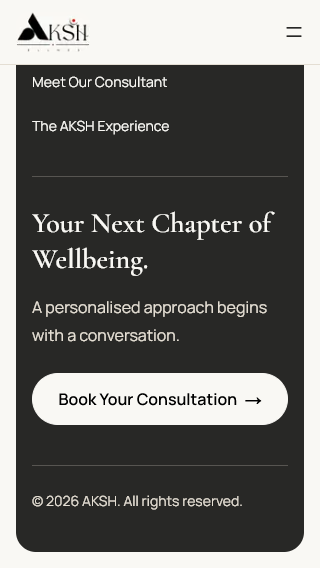 AKSH
Meet Our Consultant
The AKSH Experience
Your Next Chapter of
Wellbeing.
A personalised approach begins
with a conversation.
Book Your Consultation →
© 2026 AKSH. All rights reserved.